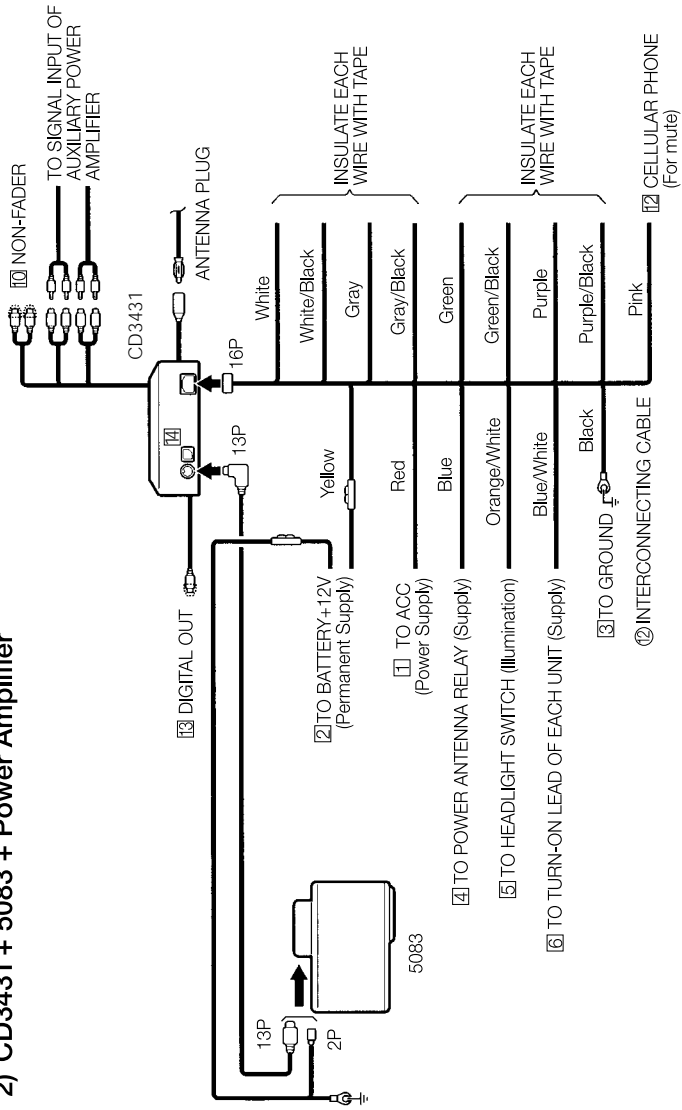 2) CD3431 + 5083 + Power Amplifier
10 NON-FADER
TO SIGNAL INPUT OF
AUXILIARY POWER
AMPLIFIER
CD3431
ANTENNA PLUG
14
13P
16P
13 DIGITAL OUT
White
White/Black
Gray
Gray/Black
INSULATE EACH
WIRE WITH TAPE
Green
Green/Black
Purple
Purple/Black
INSULATE EACH
WIRE WITH TAPE
Pink
12 CELLULAR PHONE
(For mute)
Yellow
2 TO BATTERY+12V
(Permanent Supply)
Red
1 TO ACC
(Power Supply)
Blue
4 TO POWER ANTENNA RELAY (Supply)
Orange/White
5 TO HEADLIGHT SWITCH (Illumination)
Blue/White
6 TO TURN-ON LEAD OF EACH UNIT (Supply)
Black
3 TO GROUND
⑫ INTERCONNECTING CABLE
13P
2P
5083